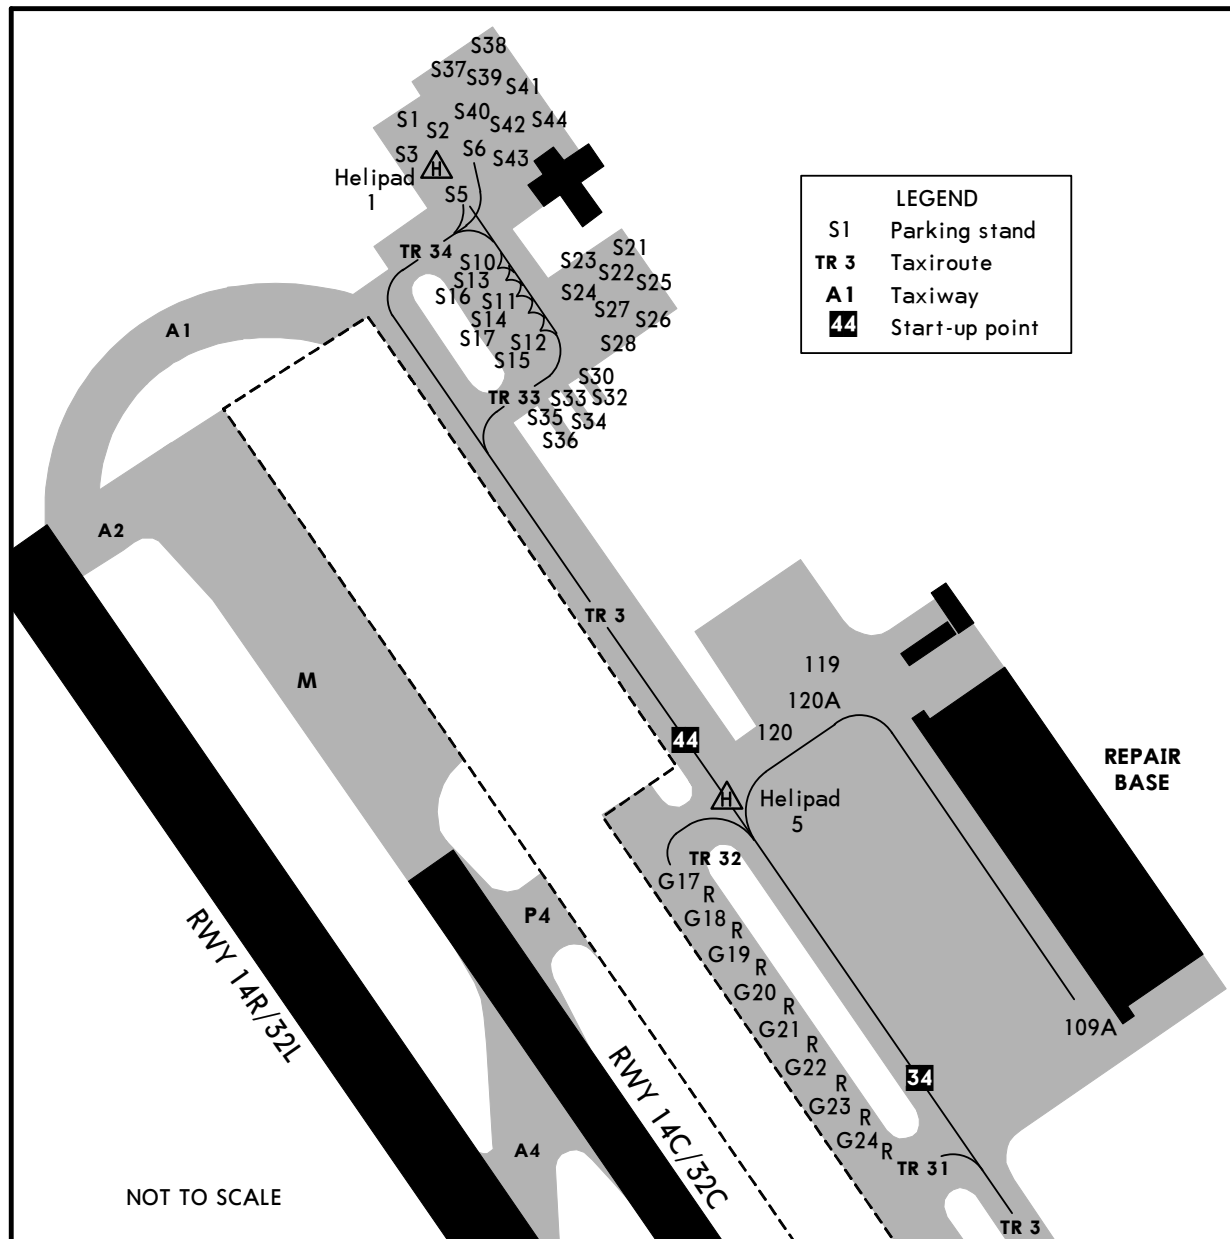 S38
S37
S39
S41
S1
S2
S40
S42
S44
S3
H
S6
S43
Helipad
1
S5
TR 34
S10
S13
S16
S11
S14
S17
S12
S15
S21
S23
S22
S25
S24
S27
S26
S28
S30
TR 33
S33
S32
S35
S34
S36
LEGEND
S1 Parking stand
TR 3 Taxiroute
A1 Taxiway
44 Start-up point
A1
A2
M
TR 3
119
120A
120
44
H
Helipad
5
REPAIR
BASE
TR 32
G17
R
G18
R
G19
R
G20
R
G21
R
G22
R
G23
R
G24
R
P4
RWY 14R/32L
RWY 14C/32C
109A
34
A4
TR 31
TR 3
NOT TO SCALE